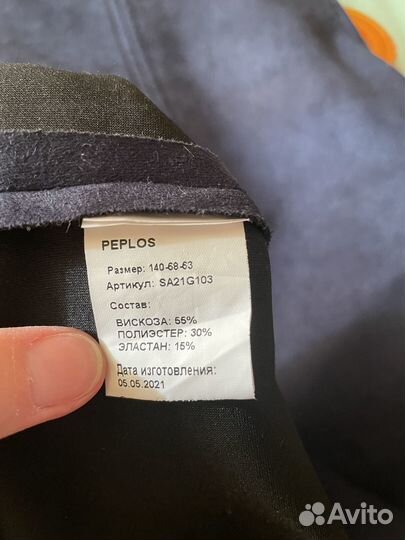 PEPLOS
Размер: 140-68-63
Артикул: SA21G103
Состав:
ВИСКОЗА: 55%
ПОЛИЭСТЕР: 30%
ЭЛАСТАН: 15%
Дата изготовления:
05.05.2021
Avito